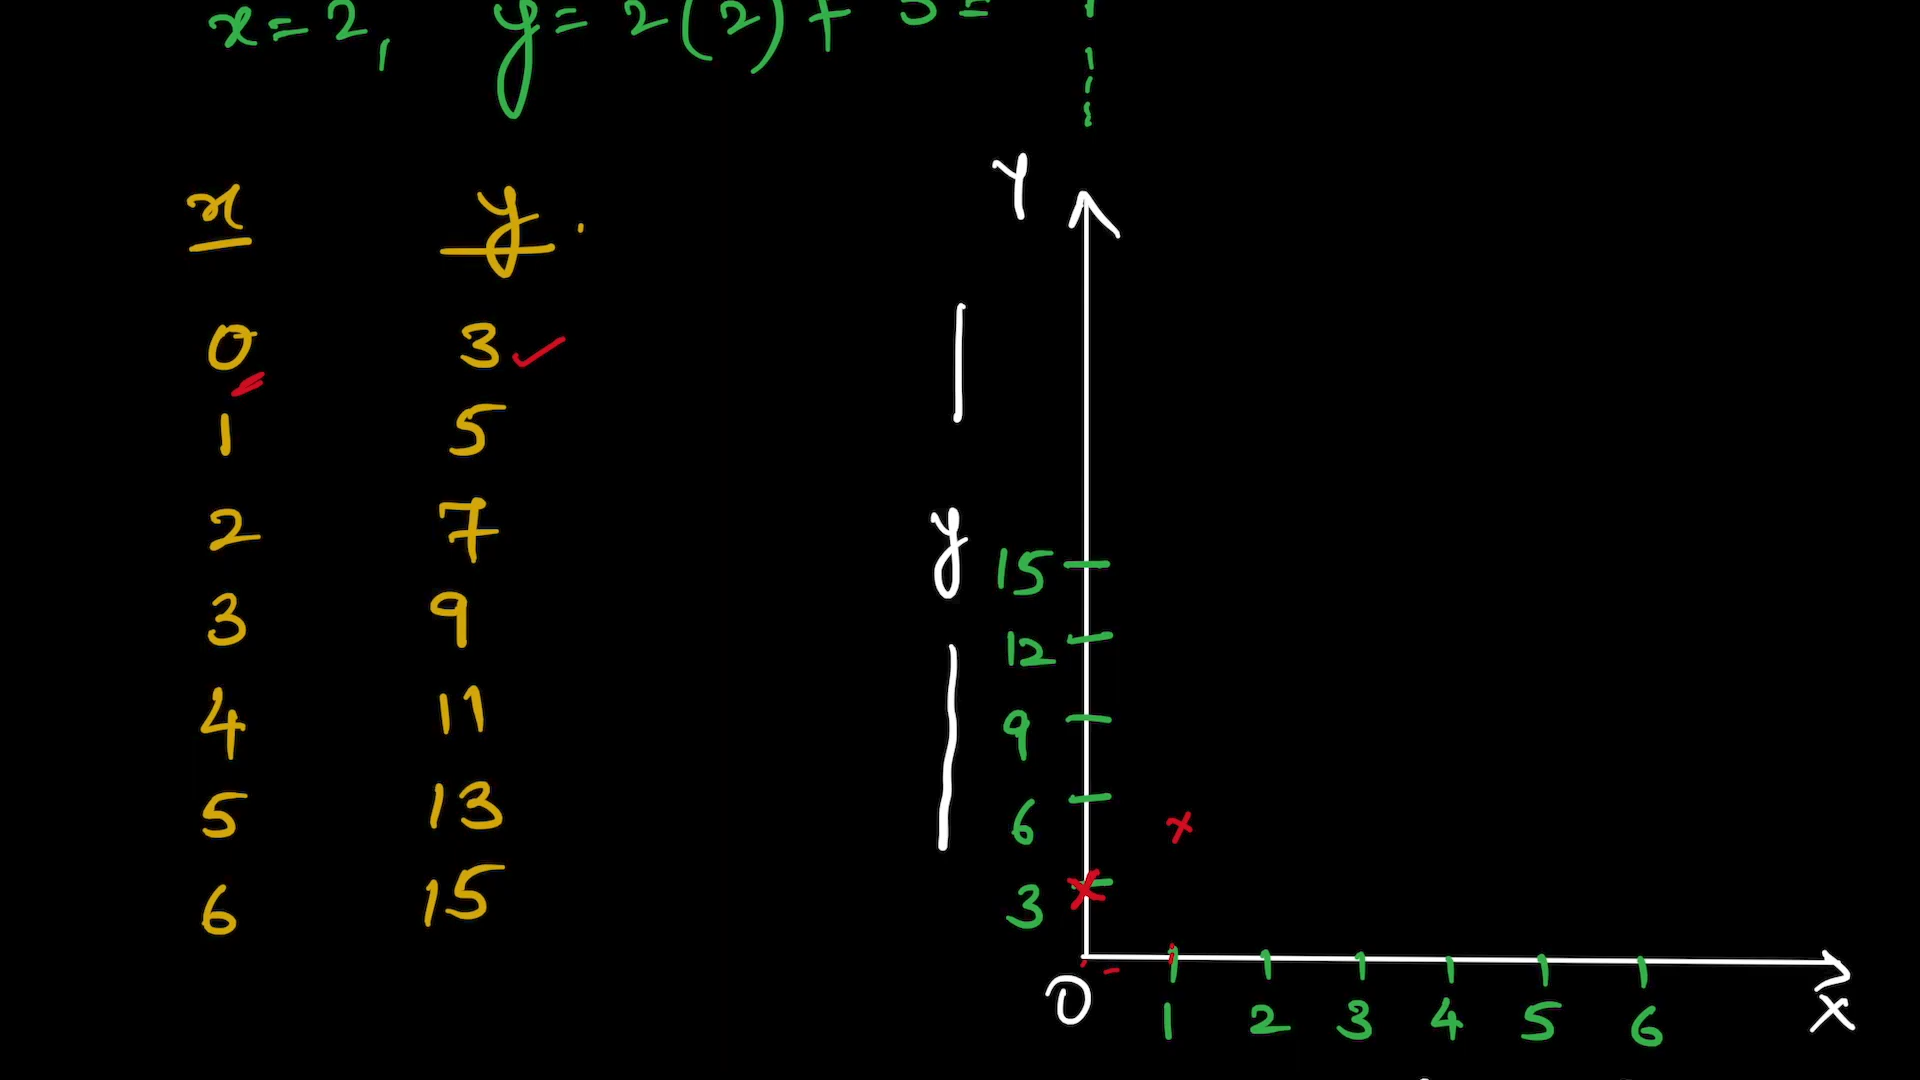 x = 2, y = 2(2) + 3 =
x y
0 3
1 5
2 7
3 9
4 11
5 13
6 15
Y
y
15
12
9
6
3
0 1 2 3 4 5 6 X